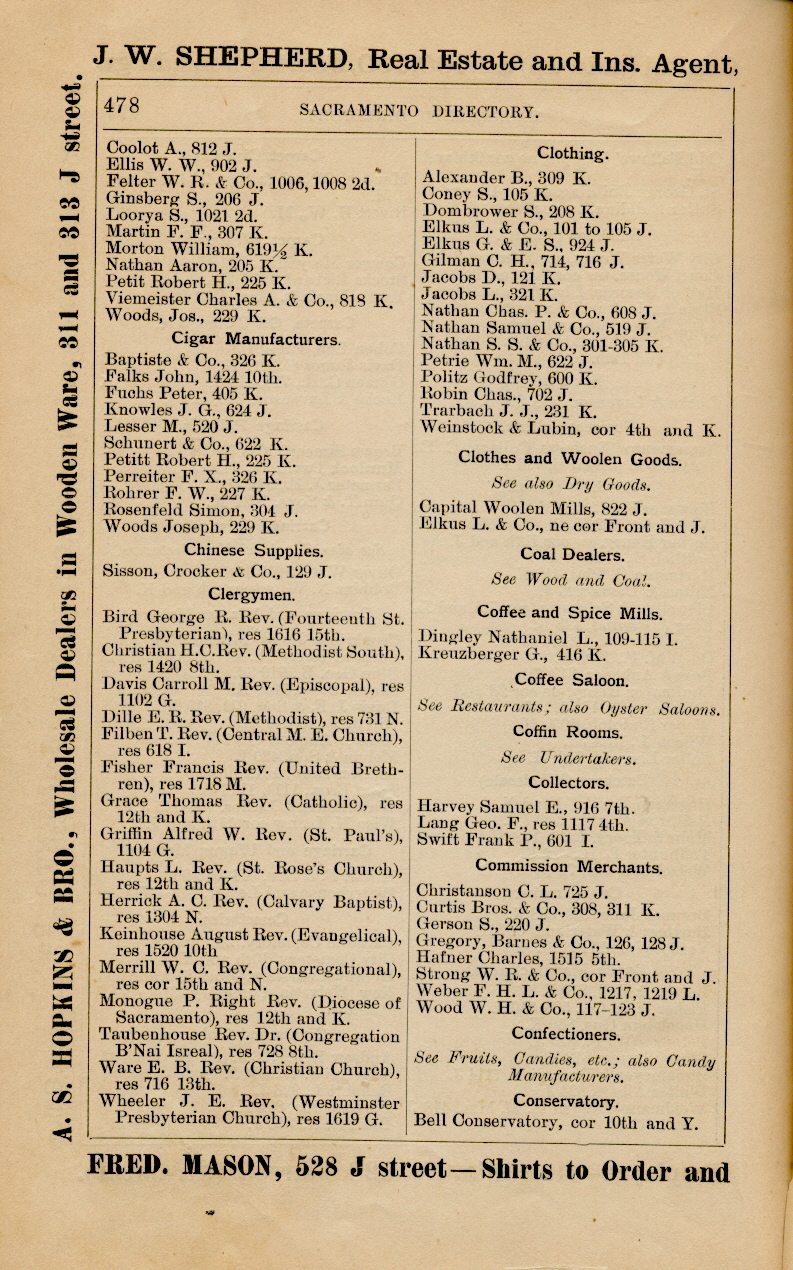 J. W. SHEPHERD, Real Estate and Ins. Agent,
478
SACRAMENTO DIRECTORY.
Coolot A., 812 J.
Ellis W. W., 902 J.
Felter W. R. & Co., 1006, 1008 2d.
Ginsberg S., 206 J.
Loorya S., 1021 2d.
Martin F. F., 307 K.
Morton William, 619½ K.
Nathan Aaron, 205 K.
Petit Robert H., 225 K.
Viemeister Charles A. & Co., 818 K.
Woods, Jos., 229 K.
Cigar Manufacturers.
Baptiste & Co., 326 K.
Falks John, 1424 10th.
Fuchs Peter, 405 K.
Knowles J. G., 624 J.
Lesser M., 520 J.
Schunert & Co., 622 K.
Petitt Robert H., 225 K.
Perreiter F. X., 326 K.
Rohrer F. W., 227 K.
Rosenfeld Simon, 304 J.
Woods Joseph, 229 K.
Chinese Supplies.
Sisson, Crocker & Co., 129 J.
Clergymen.
Bird George R. Rev. (Fourteenth St.
Presbyterian), res 1616 15th.
Christian H.C.Rev. (Methodist South),
res 1420 8th.
Davis Carroll M. Rev. (Episcopal), res
1102 G.
Dille E. R. Rev. (Methodist), res 731 N.
Filben T. Rev. (Central M. E. Church),
res 618 I.
Fisher Francis Rev. (United Breth-
ren), res 1718 M.
Grace Thomas Rev. (Catholic), res
12th and K.
Griffin Alfred W. Rev. (St. Paul's),
1104 G.
Haupts L. Rev. (St. Rose's Church),
res 12th and K.
Herrick A. C. Rev. (Calvary Baptist),
res 1304 N.
Keinhouse August Rev. (Evangelical),
res 1520 10th
Merrill W. C. Rev. (Congregational),
res cor 15th and N.
Monogue P. Right Rev. (Diocese of
Sacramento), res 12th and K.
Taubenhouse Rev. Dr. (Congregation
B'Nai Isreal), res 728 8th.
Ware E. B. Rev. (Christian Church),
res 716 13th.
Wheeler J. E. Rev. (Westminster
Presbyterian Church), res 1619 G.
Clothing.
Alexander B., 309 K.
Coney S., 105 K.
Dombrower S., 208 K.
Elkus L. & Co., 101 to 105 J.
Elkus G. & E. S., 924 J.
Gilman C. H., 714, 716 J.
Jacobs D., 121 K.
Jacobs L., 321 K.
Nathan Chas. P. & Co., 608 J.
Nathan Samuel & Co., 519 J.
Nathan S. S. & Co., 301-305 K.
Petrie Wm. M., 622 J.
Politz Godfrey, 600 K.
Robin Chas., 702 J.
Trarbach J. J., 231 K.
Weinstock & Lubin, cor 4th and K.
Clothes and Woolen Goods.
See also Dry Goods.
Capital Woolen Mills, 822 J.
Elkus L. & Co., ne cor Front and J.
Coal Dealers.
See Wood and Coal.
Coffee and Spice Mills.
Dingley Nathaniel L., 109-115 I.
Kreuzberger G., 416 K.
Coffee Saloon.
See Restaurants; also Oyster Saloons.
Coffin Rooms.
See Undertakers.
Collectors.
Harvey Samuel E., 916 7th.
Lang Geo. F., res 1117 4th.
Swift Frank P., 601 I.
Commission Merchants.
Christanson C. L. 725 J.
Curtis Bros. & Co., 308, 311 K.
Gerson S., 220 J.
Gregory, Barnes & Co., 126, 128 J.
Hafner Charles, 1515 5th.
Strong W. R. & Co., cor Front and J.
Weber F. H. L. & Co., 1217, 1219 L.
Wood W. H. & Co., 117-123 J.
Confectioners.
See Fruits, Candies, etc.; also Candy
Manufacturers.
Conservatory.
Bell Conservatory, cor 10th and Y.
A. S. HOPKINS & BRO., Wholesale Dealers in Wooden Ware, 311 and 313 J street.
FRED. MASON, 528 J street—Shirts to Order and